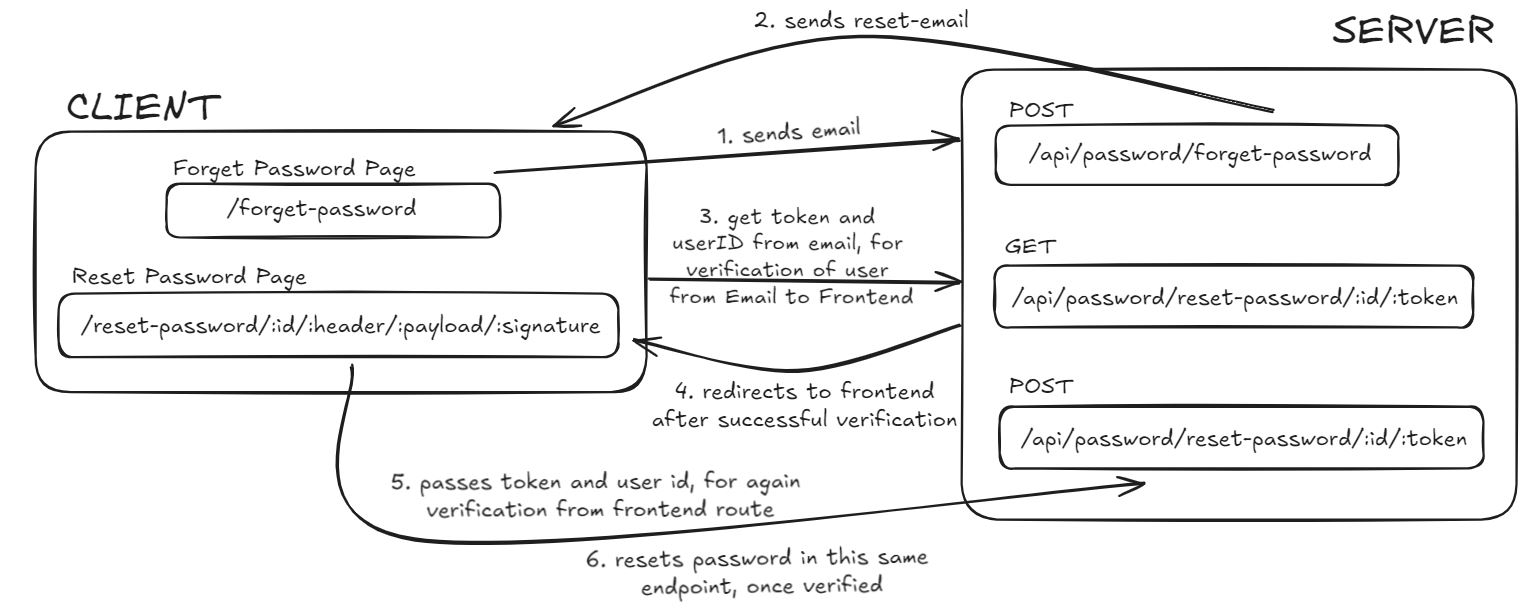 2. sends reset-email
SERVER
CLIENT
POST
/api/password/forget-password
1. sends email
Forget Password Page
/forget-password
3. get token and
userID from email, for
verification of user
from Email to Frontend
GET
/api/password/reset-password/:id/:token
Reset Password Page
/reset-password/:id/:header/:payload/:signature
4. redirects to frontend
after successful verification
POST
/api/password/reset-password/:id/:token
5. passes token and user id, for again
verification from frontend route
6. resets password in this same
endpoint, once verified